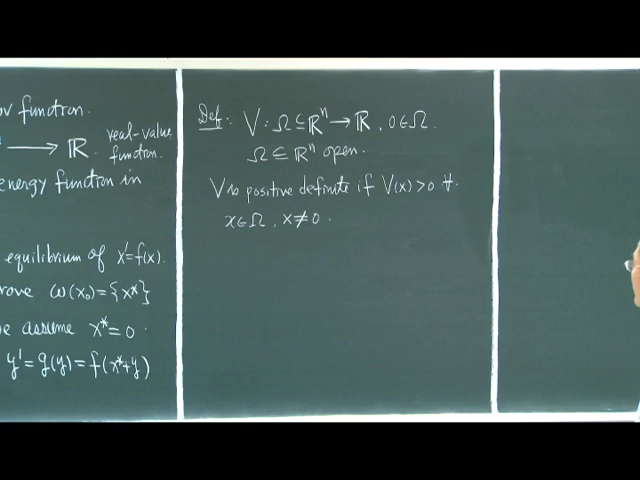 ov function.
→ ℝ. real-value
function.
energy function in
equilibrium of x'=f(x).
rove ω(x₀)={x*}
e assume x*=0.
y'=g(y)=f(x*+y)
Def: V: Ω⊆ℝⁿ→ℝ, 0∈Ω.
Ω⊆ℝⁿ open.
V is positive definite if V(x)>0 ∀
x∈Ω, x≠0.